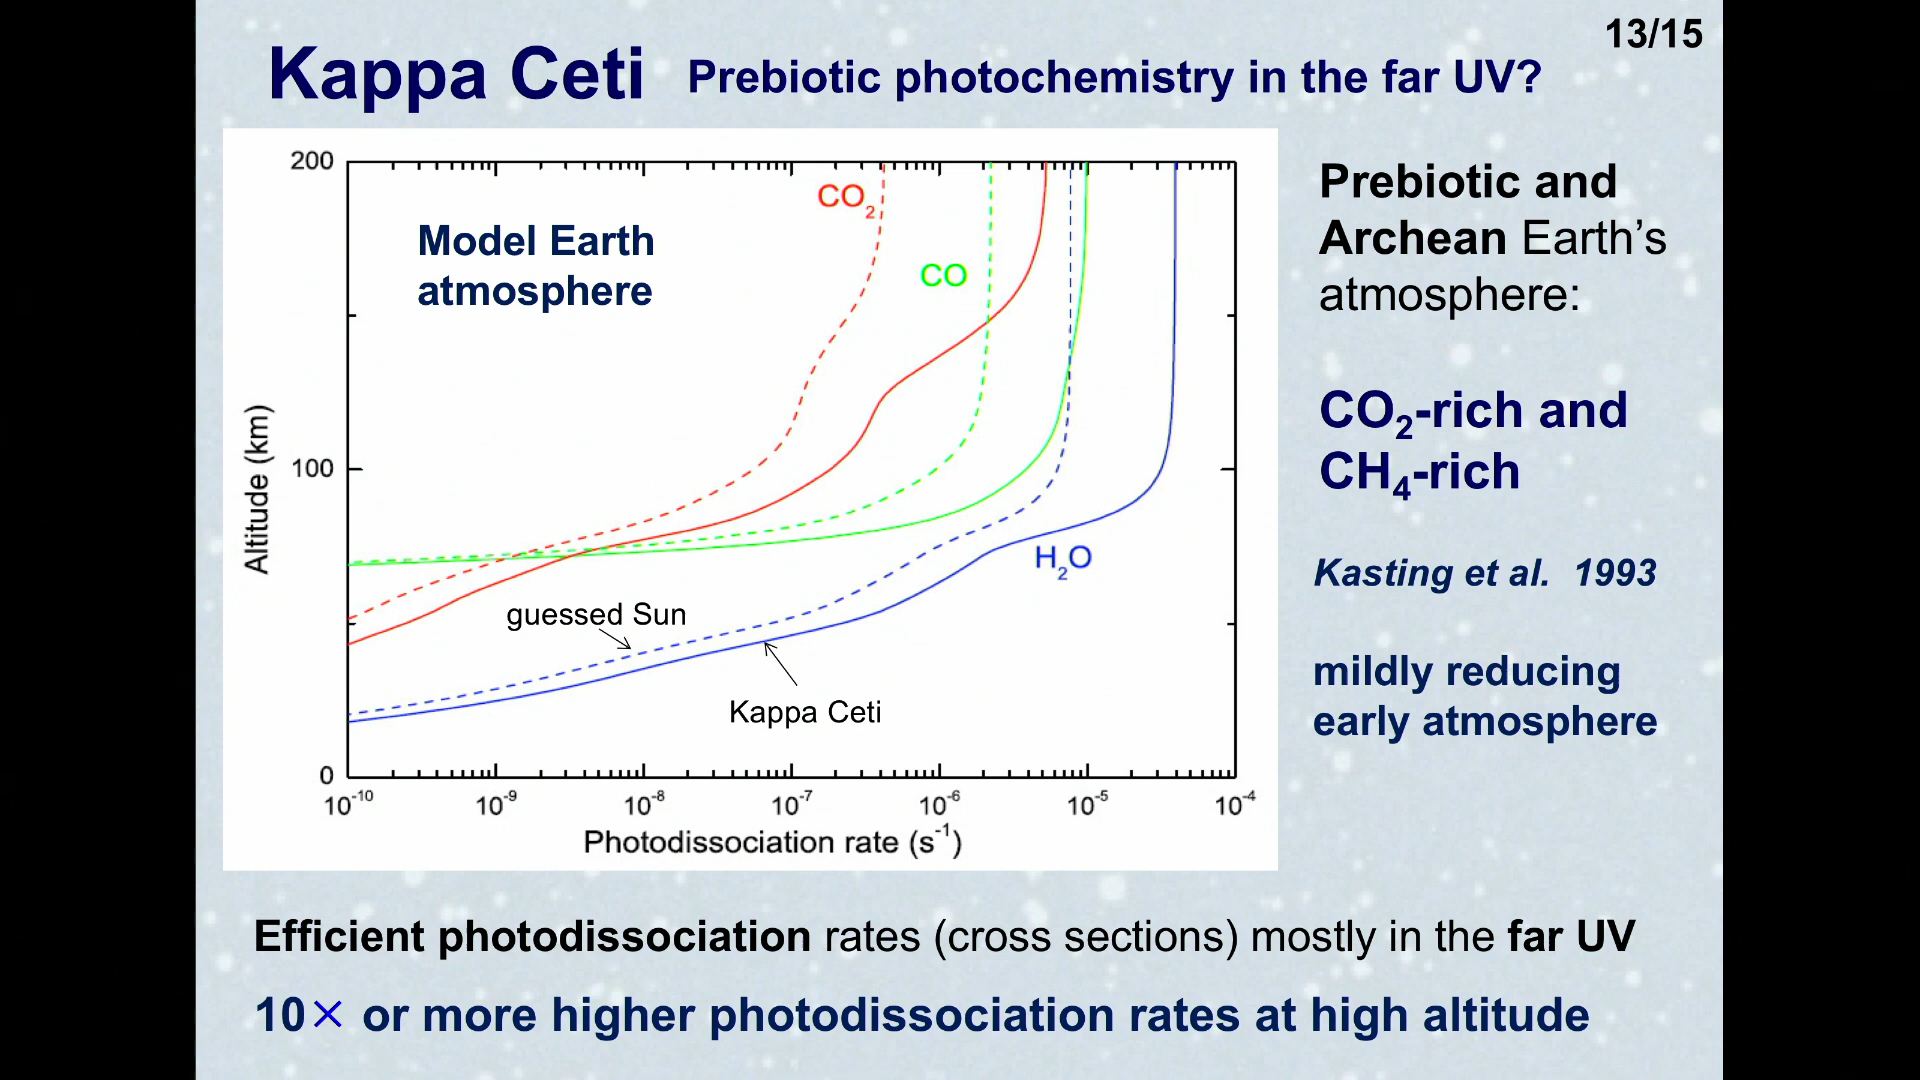 13/15
Kappa Ceti Prebiotic photochemistry in the far UV?
200
100
0
Altitude (km)
Model Earth
atmosphere
CO2
CO
H2O
guessed Sun
Kappa Ceti
10-10 10-9 10-8 10-7 10-6 10-5 10-4
Photodissociation rate (s-1)
Prebiotic and
Archean Earth's
atmosphere:
CO2-rich and
CH4-rich
Kasting et al. 1993
mildly reducing
early atmosphere
Efficient photodissociation rates (cross sections) mostly in the far UV
10× or more higher photodissociation rates at high altitude